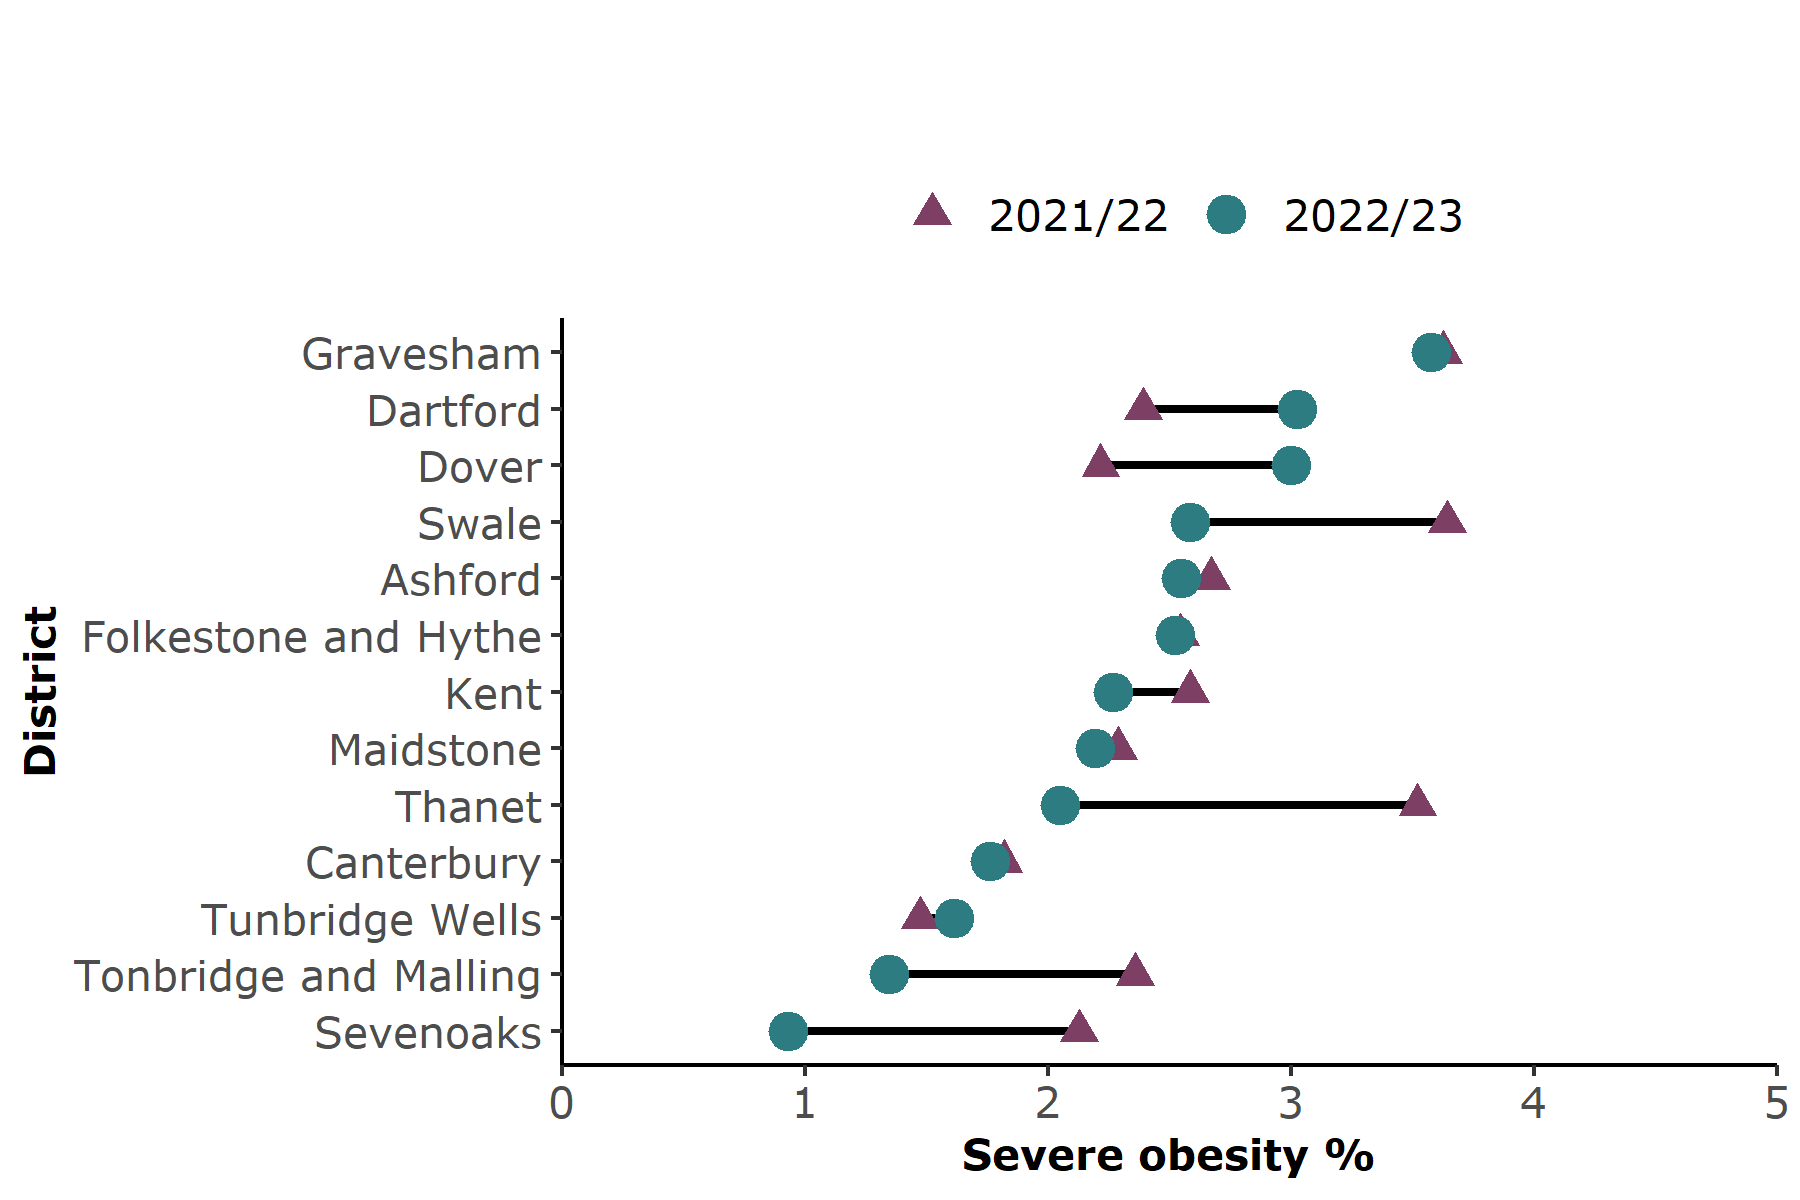 2021/22 2022/23
Gravesham
Dartford
Dover
Swale
Ashford
Folkestone and Hythe
Kent
Maidstone
Thanet
Canterbury
Tunbridge Wells
Tonbridge and Malling
Sevenoaks
District
0 1 2 3 4 5
Severe obesity %